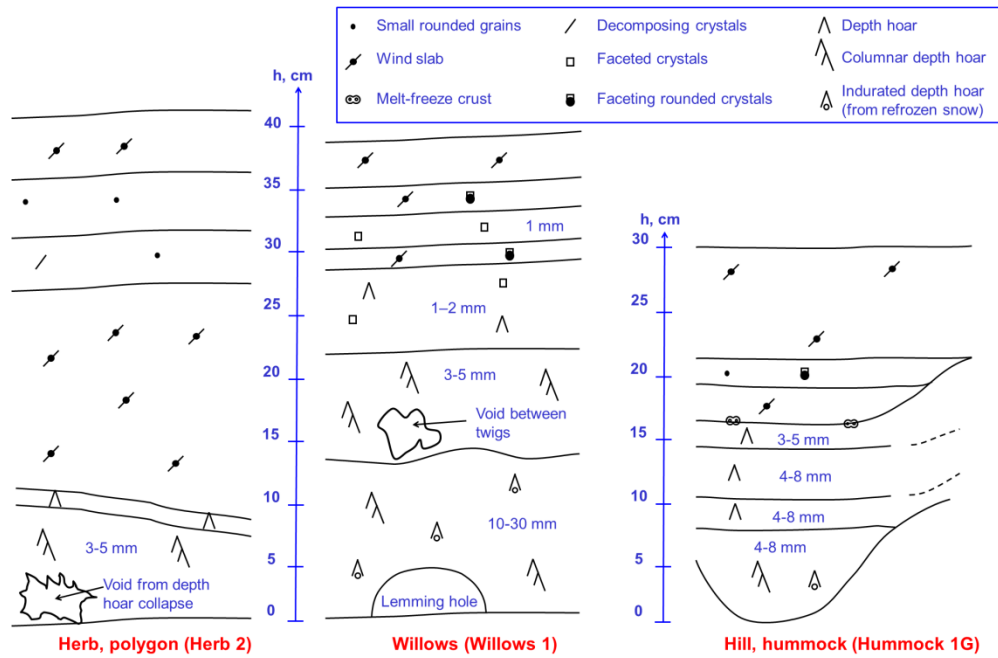 Small rounded grains
Decomposing crystals
Depth hoar
Wind slab
Faceted crystals
Columnar depth hoar
Melt-freeze crust
Faceting rounded crystals
Indurated depth hoar
(from refrozen snow)
h, cm
40
35
30
25
20
15
10
5
0
3-5 mm
Void from depth
hoar collapse
Herb, polygon (Herb 2)
1 mm
1–2 mm
3-5 mm
Void between
twigs
10-30 mm
Lemming hole
Willows (Willows 1)
h, cm
30
25
20
15
10
5
0
3-5 mm
4-8 mm
4-8 mm
4-8 mm
Hill, hummock (Hummock 1G)